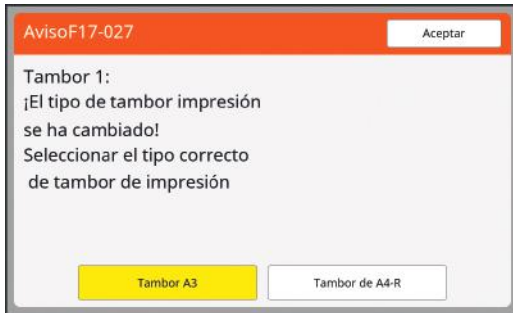 AvisoF17-027
Aceptar
Tambor 1:
¡El tipo de tambor impresión
se ha cambiado!
Seleccionar el tipo correcto
de tambor de impresión
Tambor A3
Tambor de A4-R